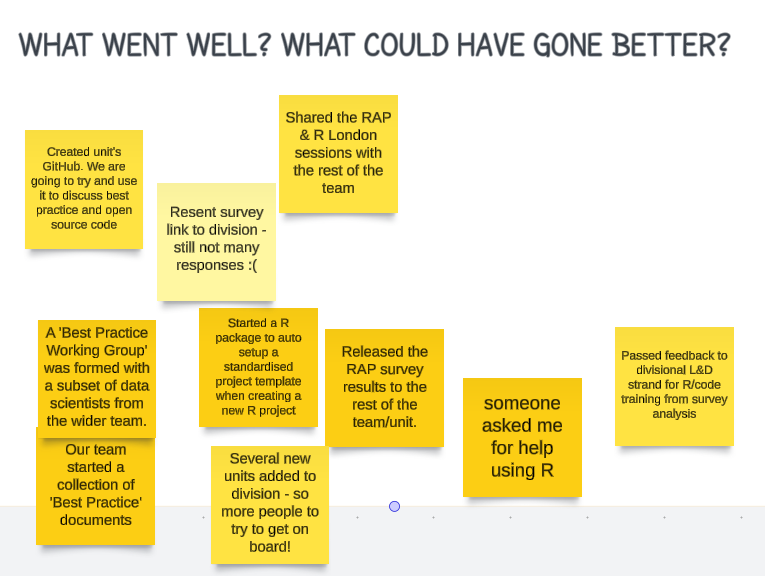 WHAT WENT WELL? WHAT COULD HAVE GONE BETTER?
Shared the RAP
& R London
sessions with
the rest of the
team
Created unit's
GitHub. We are
going to try and use
it to discuss best
practice and open
source code
Resent survey
link to division -
still not many
responses :(
A 'Best Practice
Working Group'
was formed with
a subset of data
scientists from
the wider team.
Started a R
package to auto
setup a
standardised
project template
when creating a
new R project
Released the
RAP survey
results to the
rest of the
team/unit.
someone
asked me
for help
using R
Passed feedback to
divisional L&D
strand for R/code
training from survey
analysis
Our team
started a
collection of
'Best Practice'
documents
Several new
units added to
division - so
more people to
try to get on
board!